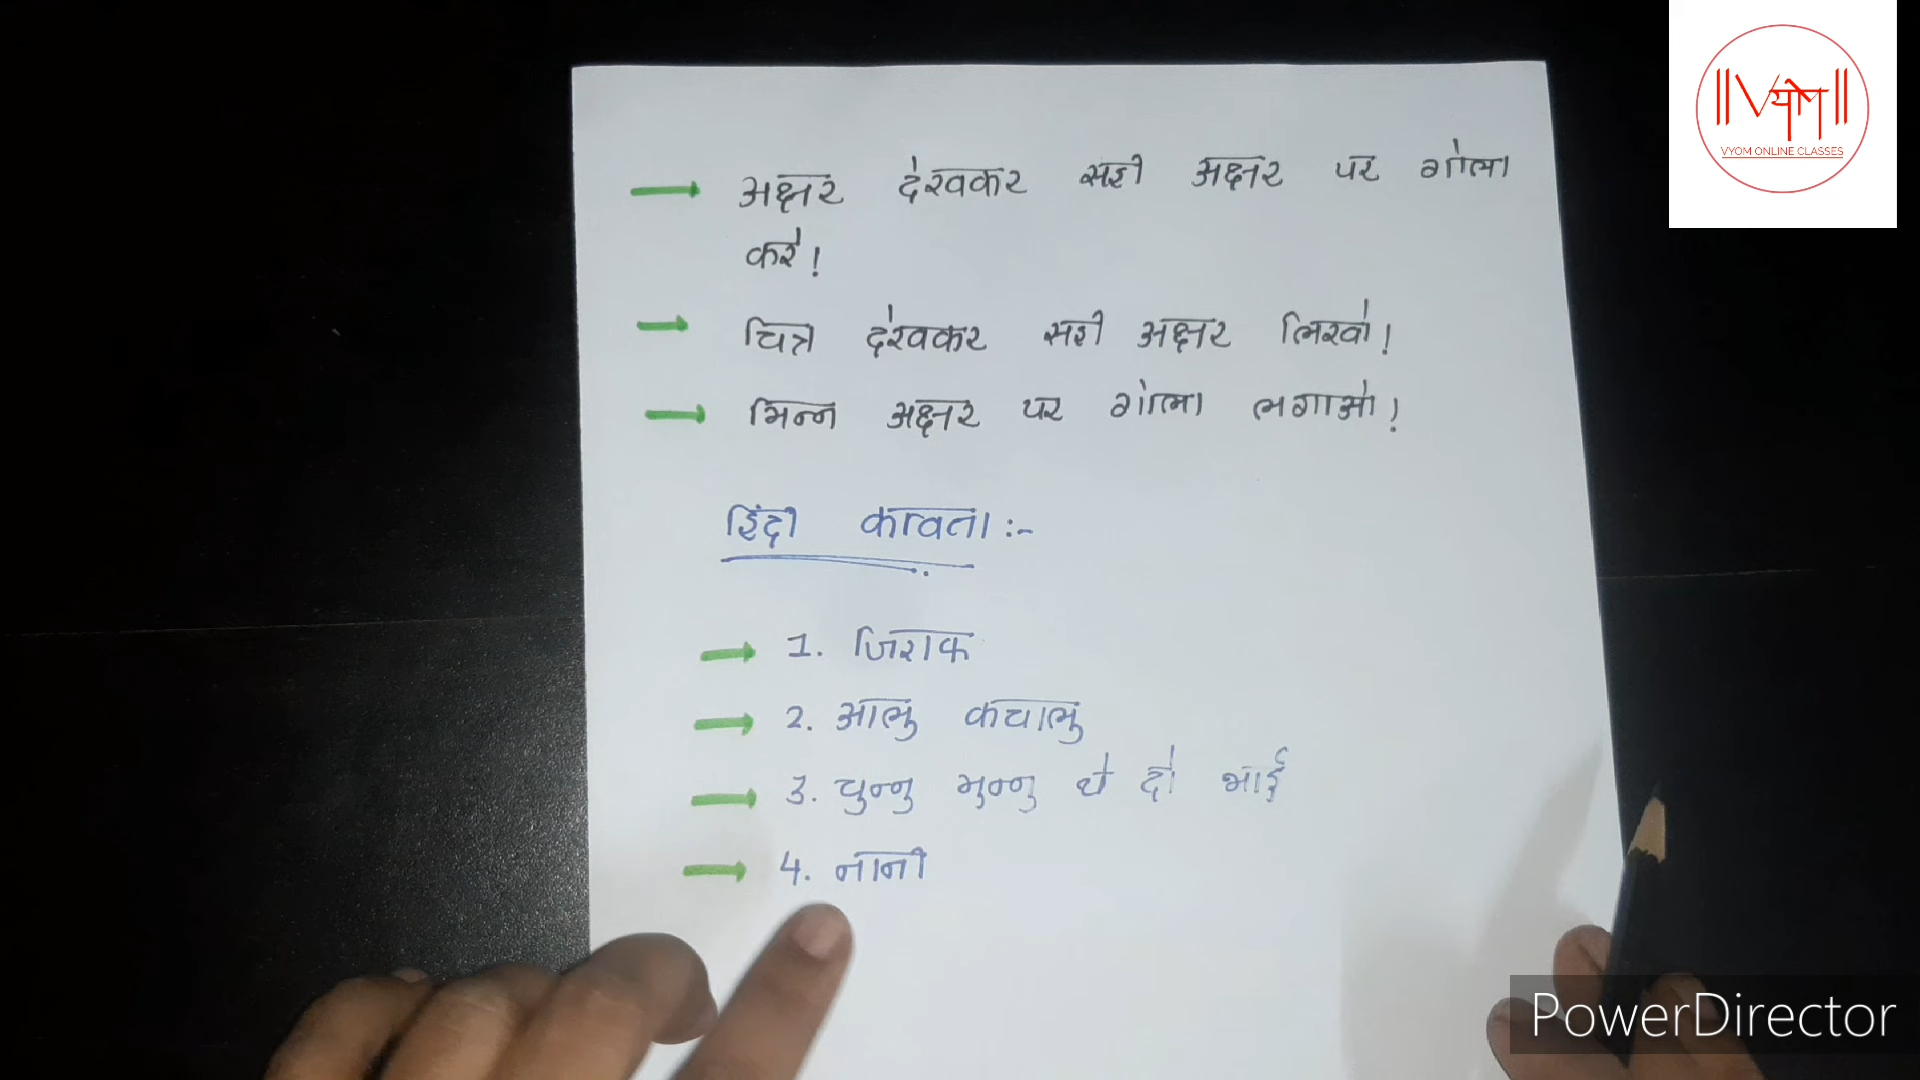 ||Vयोम||
VYOM ONLINE CLASSES
अक्षर देखकर सही अक्षर पर गोला
करे!
चित्र देखकर सही अक्षर लिखो!
भिन्न अक्षर पर गोला लगाओ!
हिंदी कविता :-
1. जिराफ
2. आलु कचालु
3. चुन्नु मुन्नु थे दो भाई
4. नानी
PowerDirector